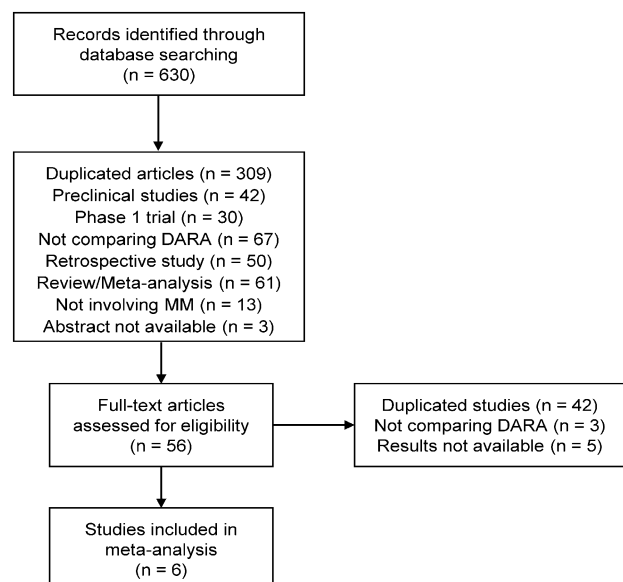 Records identified through
database searching
(n = 630)
Duplicated articles (n = 309)
Preclinical studies (n = 42)
Phase 1 trial (n = 30)
Not comparing DARA (n = 67)
Retrospective study (n = 50)
Review/Meta-analysis (n = 61)
Not involving MM (n = 13)
Abstract not available (n = 3)
Full-text articles
assessed for eligibility
(n = 56)
Duplicated studies (n = 42)
Not comparing DARA (n = 3)
Results not available (n = 5)
Studies included in
meta-analysis
(n = 6)